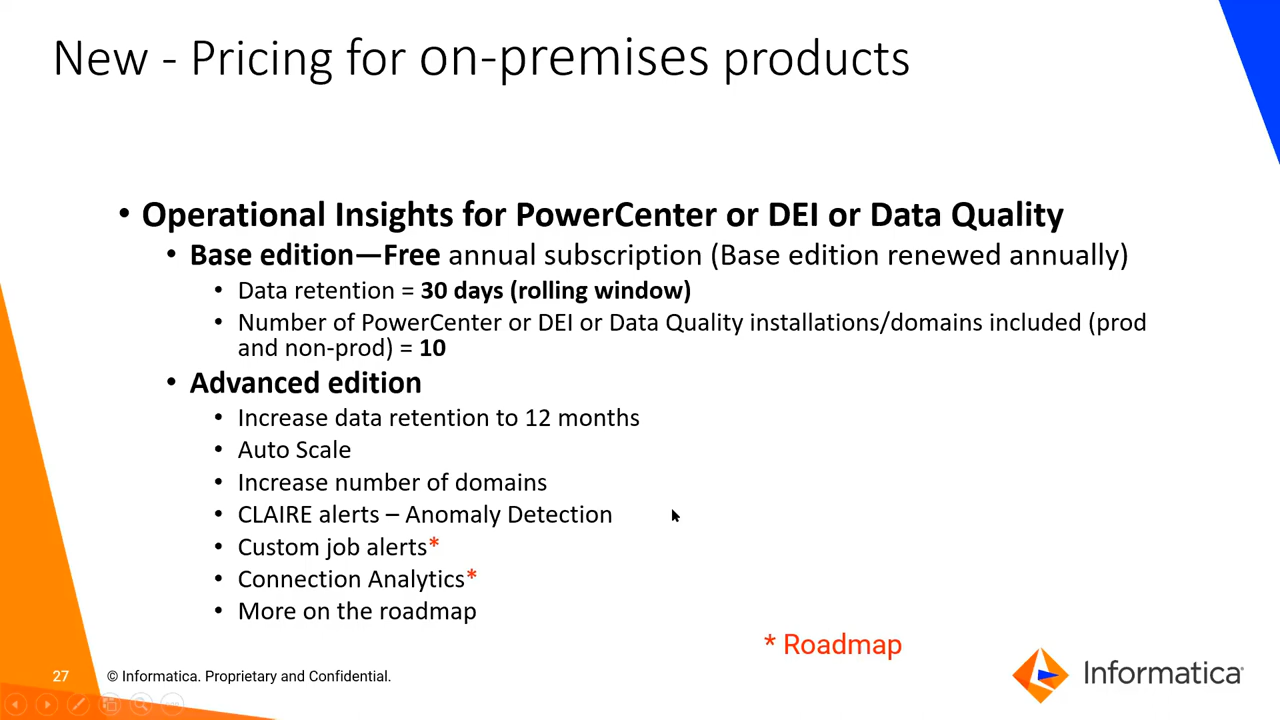 New - Pricing for on-premises products
• Operational Insights for PowerCenter or DEI or Data Quality
• Base edition—Free annual subscription (Base edition renewed annually)
• Data retention = 30 days (rolling window)
• Number of PowerCenter or DEI or Data Quality installations/domains included (prod
and non-prod) = 10
• Advanced edition
• Increase data retention to 12 months
• Auto Scale
• Increase number of domains
• CLAIRE alerts – Anomaly Detection
• Custom job alerts*
• Connection Analytics*
• More on the roadmap
* Roadmap
27
© Informatica. Proprietary and Confidential.
Informatica